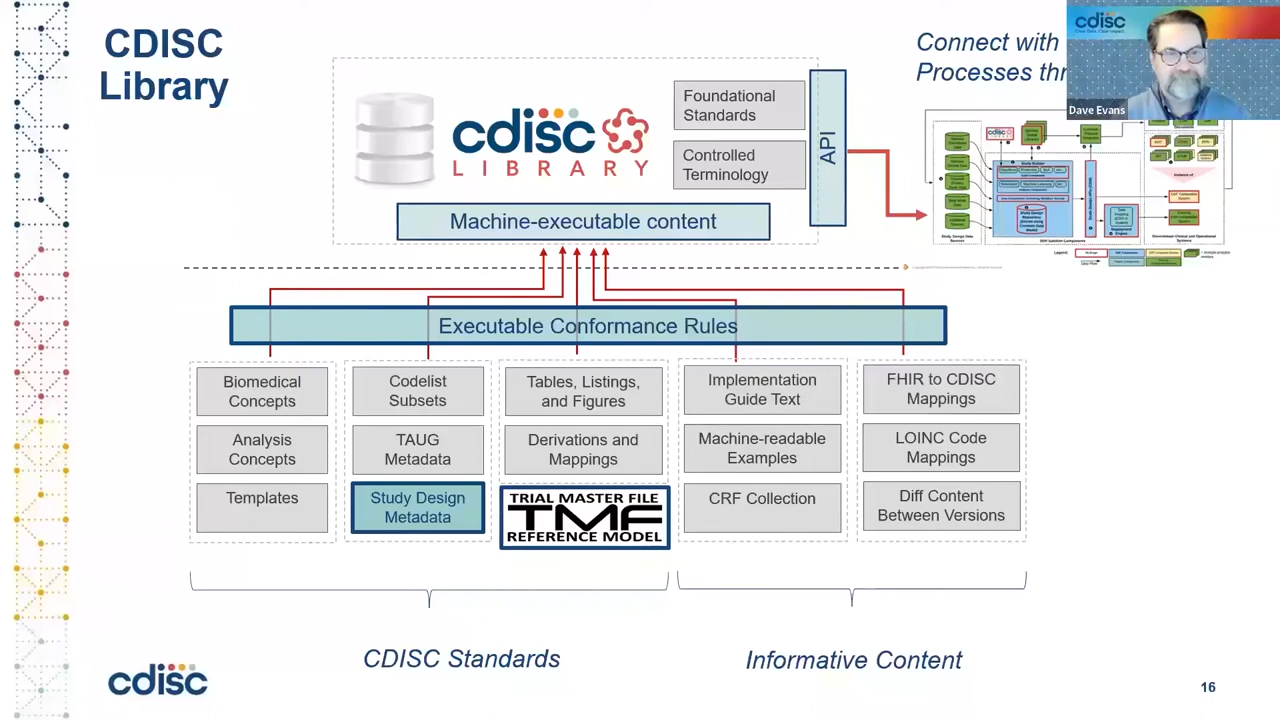 CDISC
Library
cdisc
LIBRARY
Machine-executable content
Foundational
Standards
Controlled
Terminology
API
Connect with
Processes
cdisc
Dave Evans
Executable Conformance Rules
Biomedical
Concepts
Analysis
Concepts
Templates
Codelist
Subsets
TAUG
Metadata
Study Design
Metadata
Tables, Listings,
and Figures
Derivations and
Mappings
TRIAL MASTER FILE
TMF
REFERENCE MODEL
Implementation
Guide Text
Machine-readable
Examples
CRF Collection
FHIR to CDISC
Mappings
LOINC Code
Mappings
Diff Content
Between Versions
CDISC Standards
Informative Content
cdisc
16